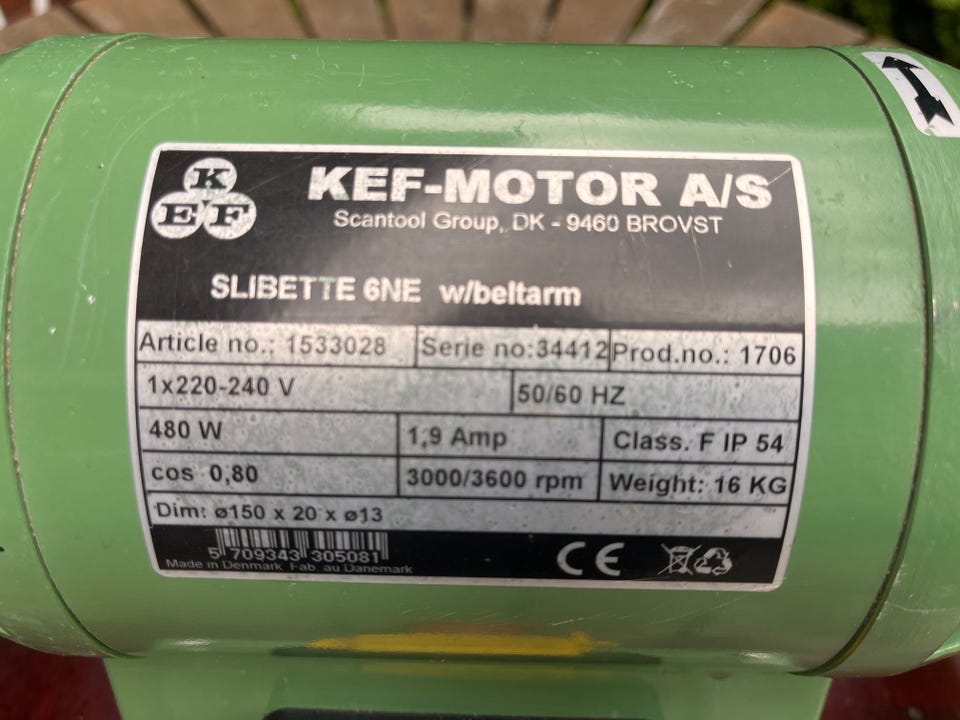 K
E F
KEF-MOTOR A/S
Scantool Group, DK - 9460 BROVST
SLIBETTE 6NE w/beltarm
Article no.: 1533028 Serie no:34412 Prod.no.: 1706
1x220-240 V 50/60 HZ
480 W 1,9 Amp Class. F IP 54
cos 0,80 3000/3600 rpm Weight: 16 KG
Dim: ø150 x 20 x ø13
5 709343 305081
Made in Denmark Fab. au Danemark
CE